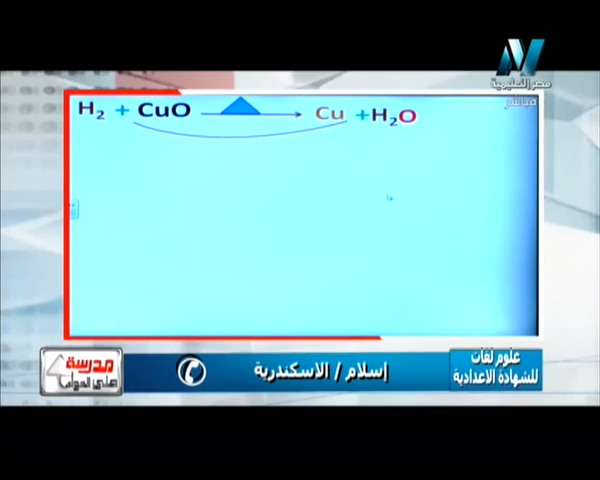 مصر التعليمية
مباشر
H₂ + CuO → Cu + H₂O
علوم لغات
للشهادة الاعدادية
إسلام / الاسكندرية
مدرسة
على الهواء